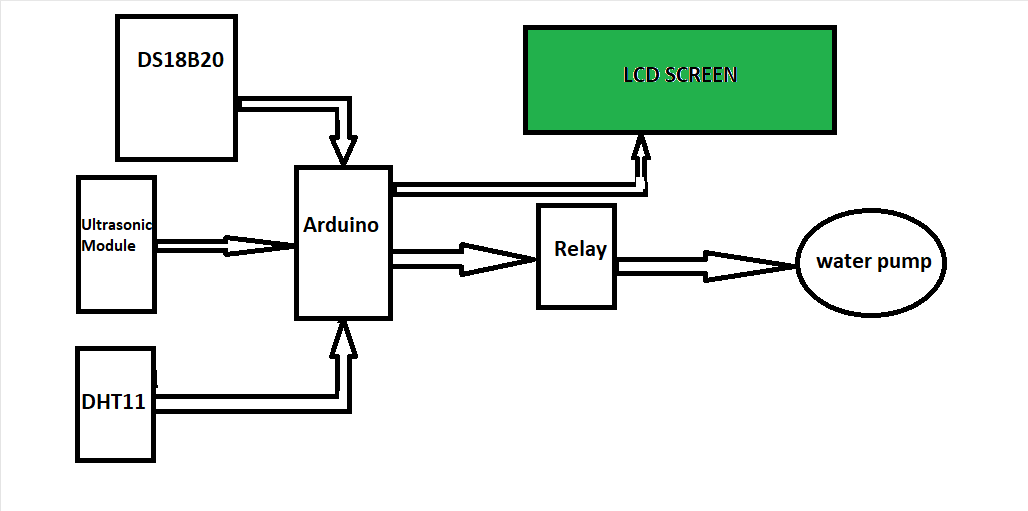 DS18B20
LCD SCREEN
Ultrasonic
Module
Arduino
Relay
water pump
DHT11